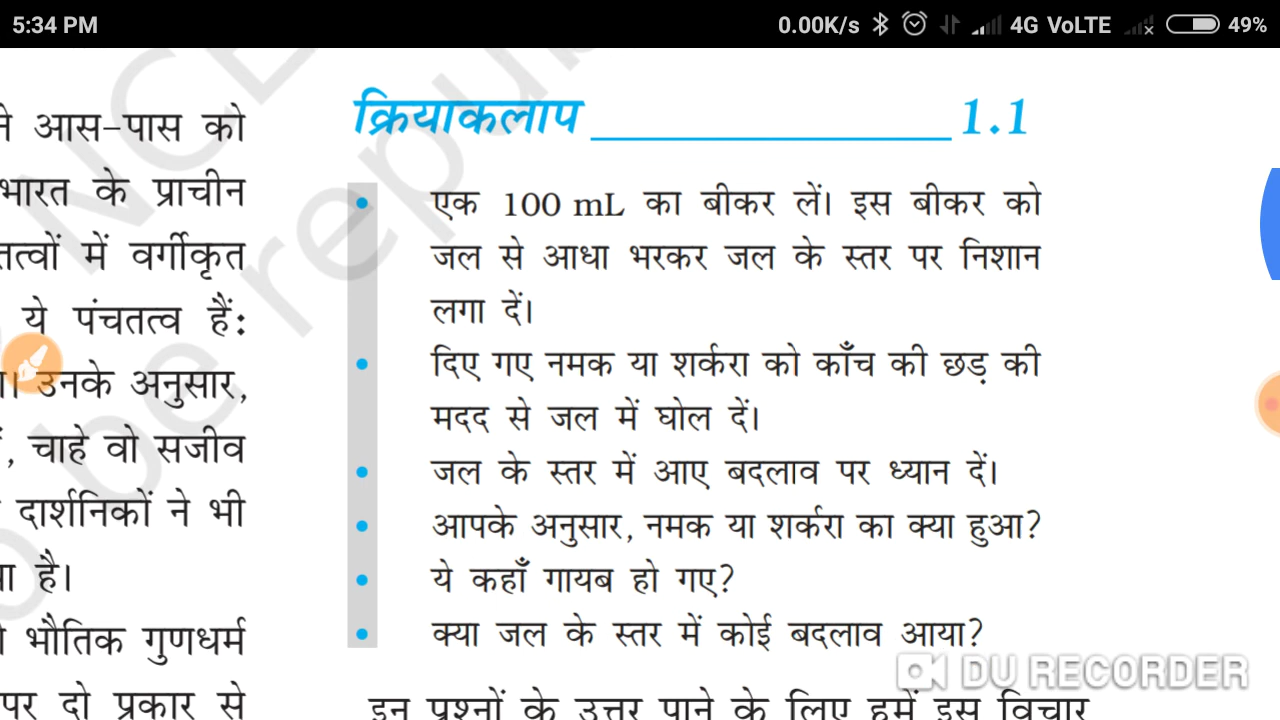 5:34 PM
0.00K/s 4G VoLTE 49%
आस-पास को
भारत के प्राचीन
में वर्गीकृत
ये पंचतत्व हैं:
उनके अनुसार,
चाहे वो सजीव
दार्शनिकों ने भी
है।
भौतिक गुणधर्म
पर दो प्रकार से
क्रियाकलाप 1.1
• एक 100 mL का बीकर लें। इस बीकर को
जल से आधा भरकर जल के स्तर पर निशान
लगा दें।
• दिए गए नमक या शर्करा को काँच की छड़ की
मदद से जल में घोल दें।
• जल के स्तर में आए बदलाव पर ध्यान दें।
• आपके अनुसार, नमक या शर्करा का क्या हुआ?
• ये कहाँ गायब हो गए?
• क्या जल के स्तर में कोई बदलाव आया?
इन प्रश्नों के उत्तर पाने के लिए हमें इस विचार
DU RECORDER